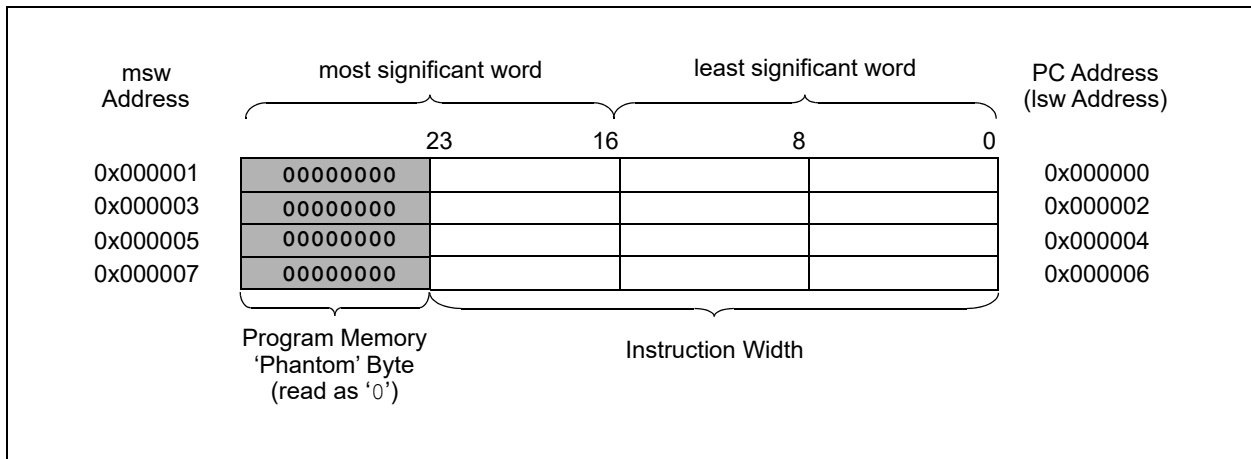 msw
Address
most significant word
least significant word
PC Address
(lsw Address)
23
16
8
0
0x000001
00000000
0x000000
0x000003
00000000
0x000002
0x000005
00000000
0x000004
0x000007
00000000
0x000006
Program Memory
‘Phantom’ Byte
(read as ‘0’)
Instruction Width